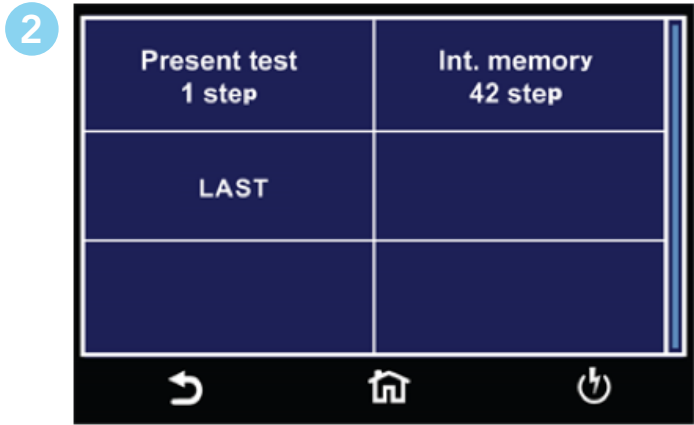 2
Present test
1 step
Int. memory
42 step
LAST